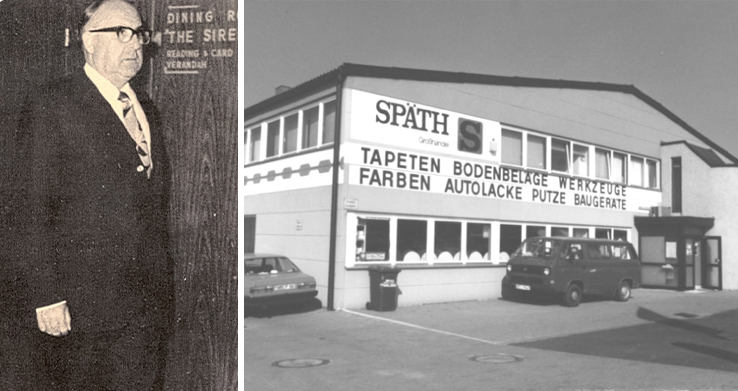 DINING R
THE SIRE
READING & CARD
VERANDAH
SPÄTH
S
Großhandel
TAPETEN BODENBELÄGE WERKZEUGE
FARBEN AUTOLACKE PUTZE BAUGERÄTE